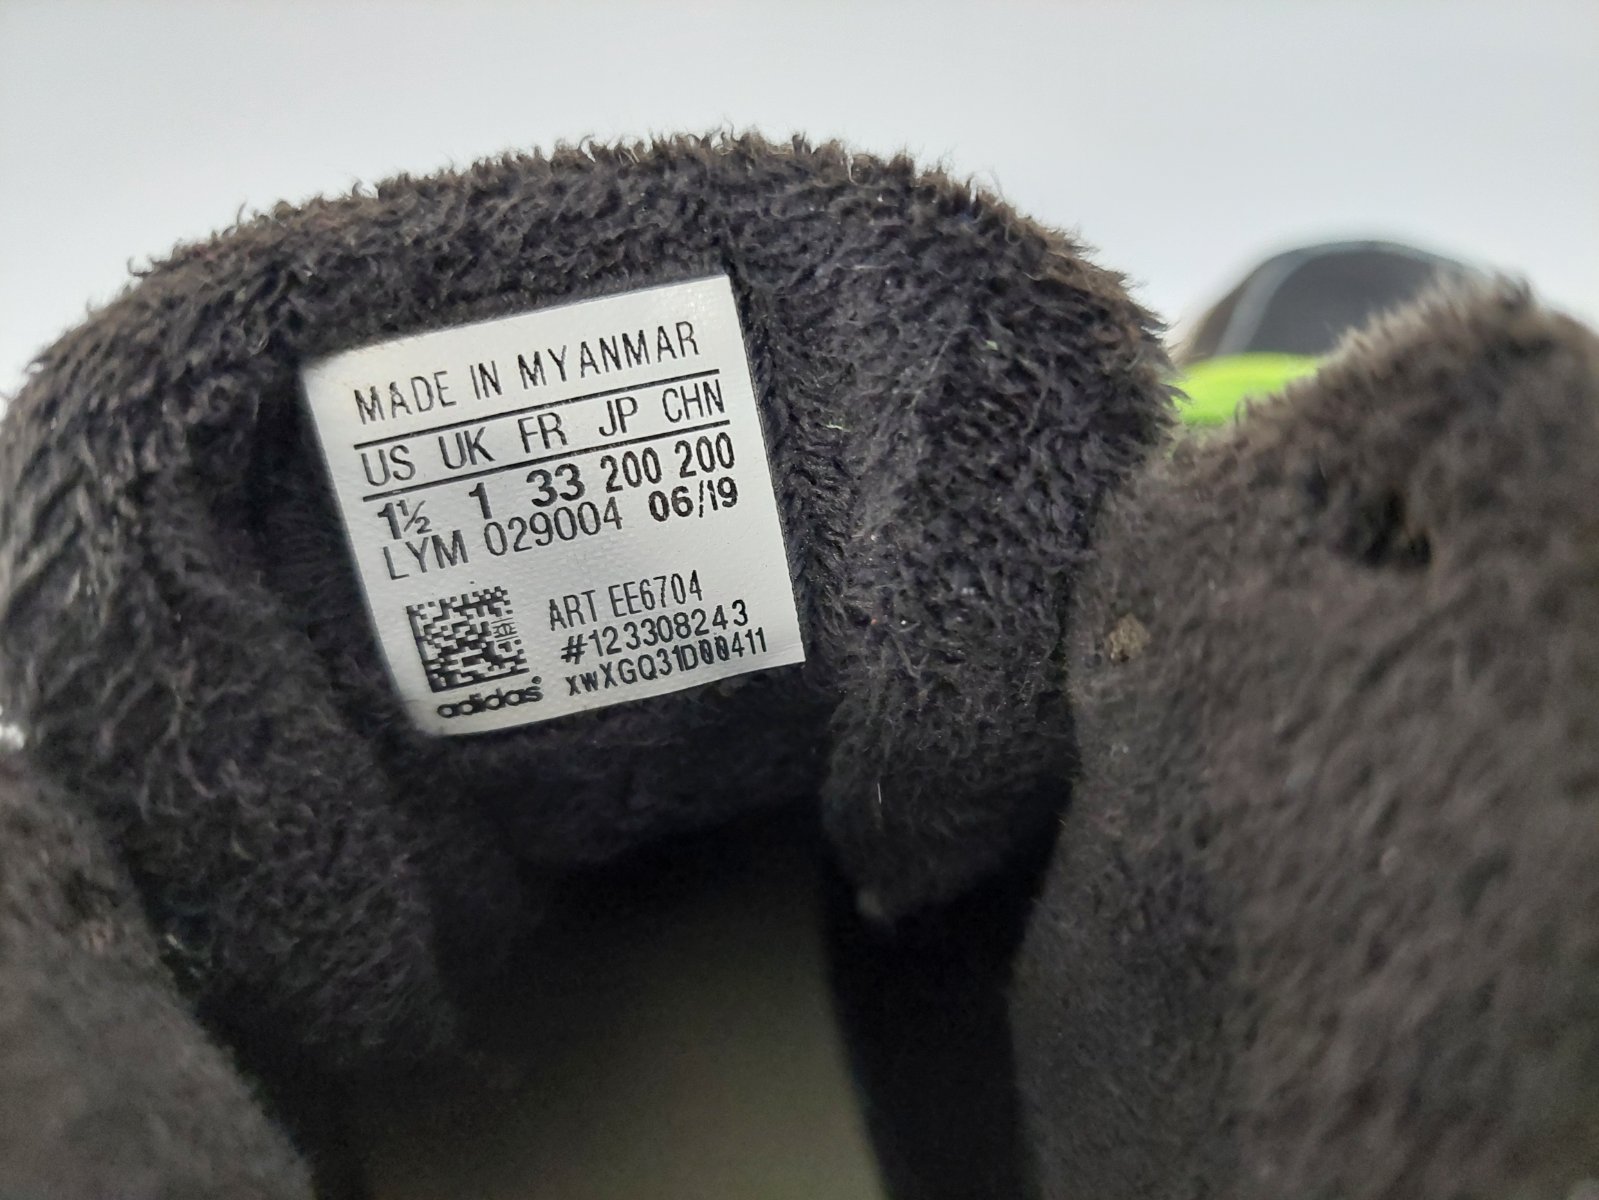 MADE IN MYANMAR
US UK FR JP CHN
1½ 1 33 200 200
LYM 029004 06/19
ART EE6704
#123308243
xwXGQ31D00411
adidas